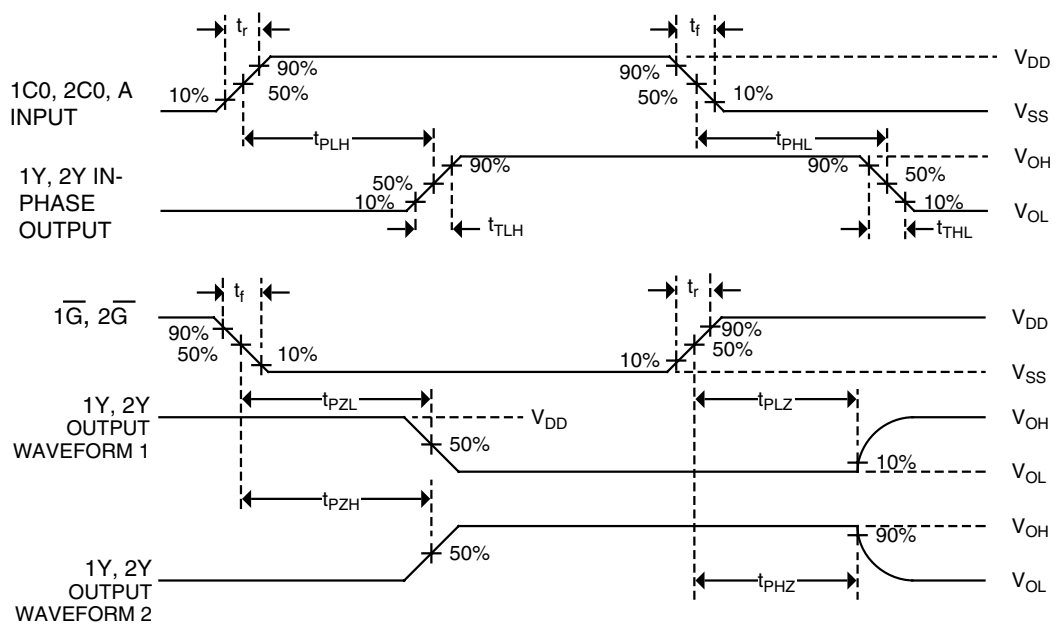 tr
tf
90%
90%
VDD
1C0, 2C0, A
INPUT
10%
50%
50%
10%
VSS
tPLH
tPHL
VOH
1Y, 2Y IN-
PHASE
OUTPUT
50%
90%
90%
50%
10%
10%
VOL
tTLH
tTHL
tf
tr
1G, 2G
VDD
90%
50%
10%
10%
90%
50%
VSS
1Y, 2Y
OUTPUT
WAVEFORM 1
tPZL
VDD
tPLZ
VOH
50%
10%
VOL
tPZH
VOH
50%
90%
1Y, 2Y
OUTPUT
WAVEFORM 2
tPHZ
VOL